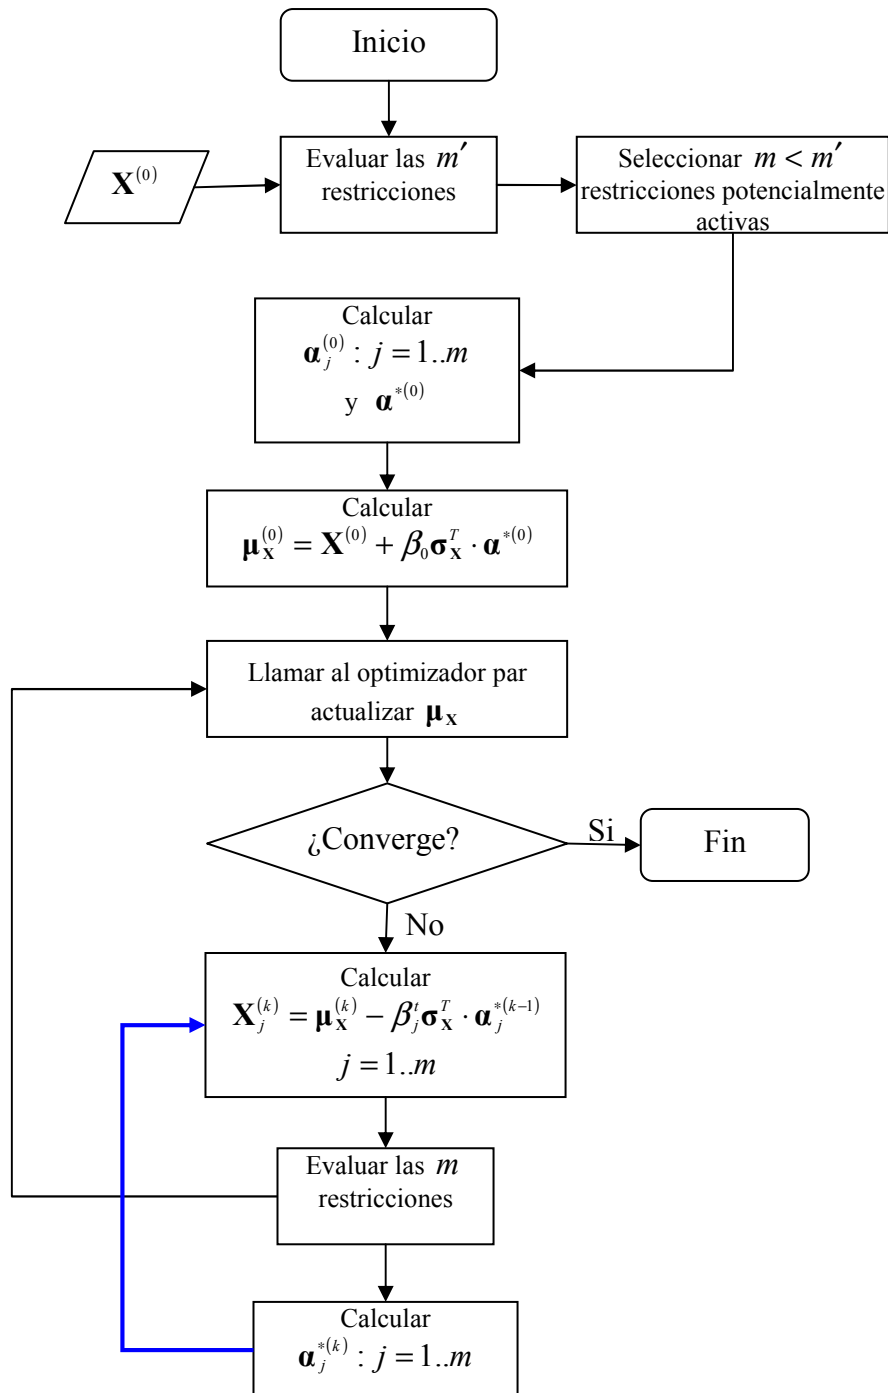 Inicio
X^(0)
Evaluar las m′
restricciones
Seleccionar m < m′
restricciones potencialmente
activas
Calcular
α_j^(0) : j = 1..m
y α^*(0)
Calcular
μ_X^(0) = X^(0) + β_0 σ_X^T · α^*(0)
Llamar al optimizador par
actualizar μ_X
¿Converge?
Si
Fin
No
Calcular
X_j^(k) = μ_X^(k) − β_j^t σ_X^T · α_j^*(k−1)
j = 1..m
Evaluar las m
restricciones
Calcular
α_j^*(k) : j = 1..m